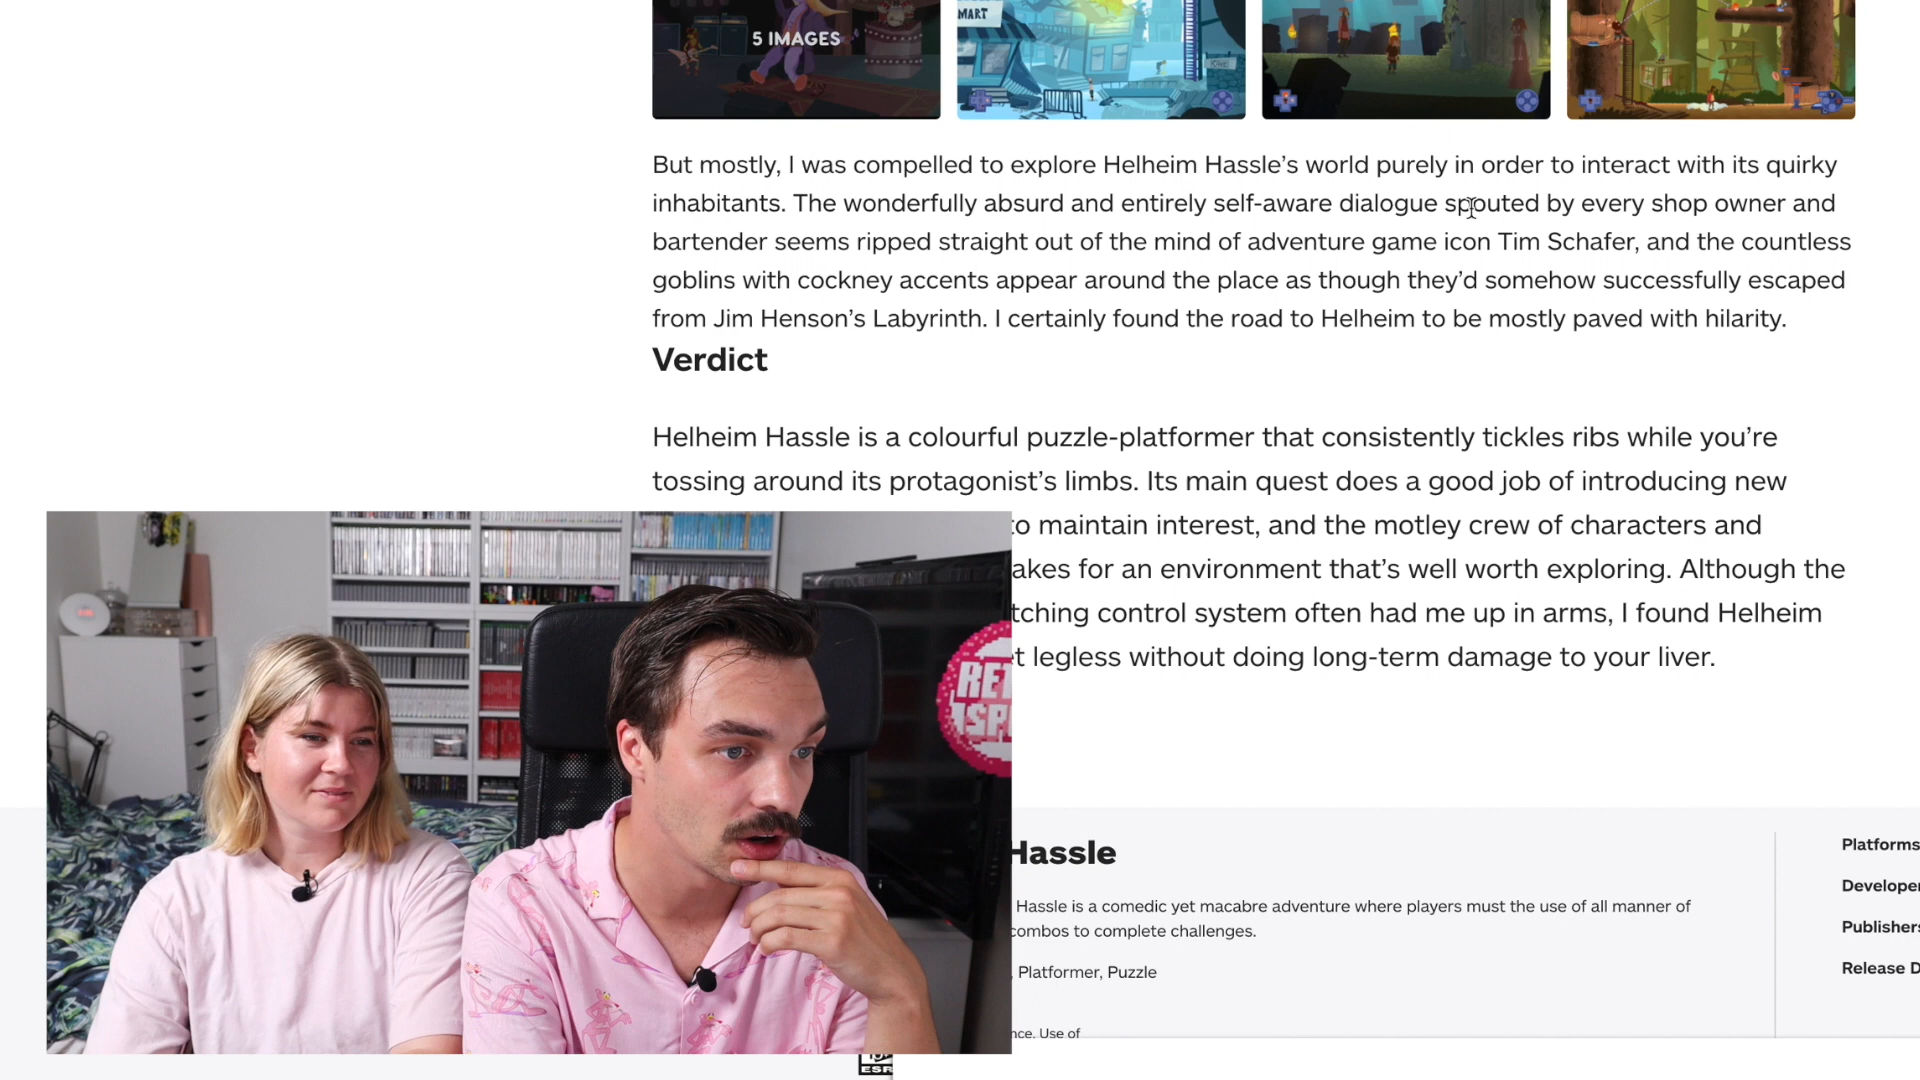 MART
5 IMAGES
But mostly, I was compelled to explore Helheim Hassle’s world purely in order to interact with its quirky
inhabitants. The wonderfully absurd and entirely self-aware dialogue spouted by every shop owner and
bartender seems ripped straight out of the mind of adventure game icon Tim Schafer, and the countless
goblins with cockney accents appear around the place as though they’d somehow successfully escaped
from Jim Henson’s Labyrinth. I certainly found the road to Helheim to be mostly paved with hilarity.
Verdict
Helheim Hassle is a colourful puzzle-platformer that consistently tickles ribs while you’re
tossing around its protagonist’s limbs. Its main quest does a good job of introducing new
to maintain interest, and the motley crew of characters and
akes for an environment that’s well worth exploring. Although the
tching control system often had me up in arms, I found Helheim
t legless without doing long-term damage to your liver.
RET
SP
Hassle
Hassle is a comedic yet macabre adventure where players must the use of all manner of
combos to complete challenges.
, Platformer, Puzzle
nce. Use of
Platforms
Developer
Publishers
Release D
ESR